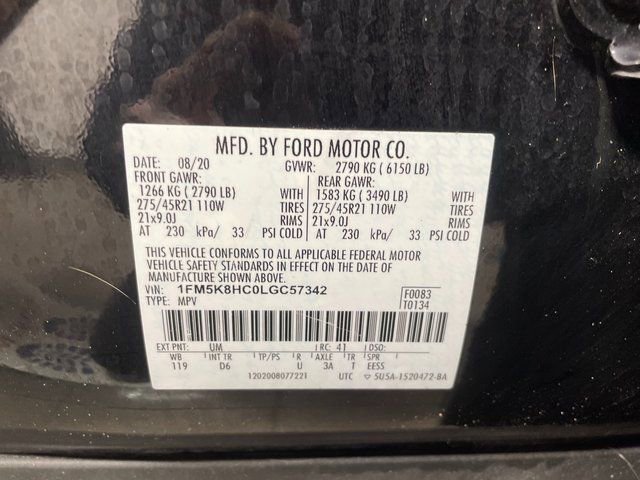 MFD. BY FORD MOTOR CO.
DATE: 08/20 GVWR: 2790 KG ( 6150 LB)
FRONT GAWR: REAR GAWR:
1266 KG ( 2790 LB) WITH 1583 KG ( 3490 LB) WITH
275/45R21 110W TIRES 275/45R21 110W TIRES
21x9.0J RIMS 21x9.0J RIMS
AT 230 kPa/ 33 PSI COLD AT 230 kPa/ 33 PSI COLD
THIS VEHICLE CONFORMS TO ALL APPLICABLE FEDERAL MOTOR
VEHICLE SAFETY STANDARDS IN EFFECT ON THE DATE OF
MANUFACTURE SHOWN ABOVE.
VIN: 1FM5K8HC0LGC57342 F0083
TYPE: MPV T0134
EXT PNT: UM RC: 41 DSO:
WB INT TR TP/PS R AXLE TR SPR
119 D6 U 3A T EESS
1202008077221 UTC 5U5A-1520472-BA